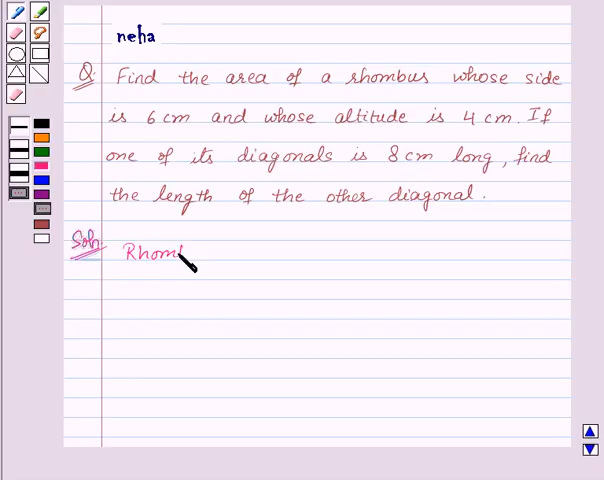 neha
Q. Find the area of a rhombus whose side
is 6 cm and whose altitude is 4 cm. If
one of its diagonals is 8 cm long, find
the length of the other diagonal.
Soln. Rhom